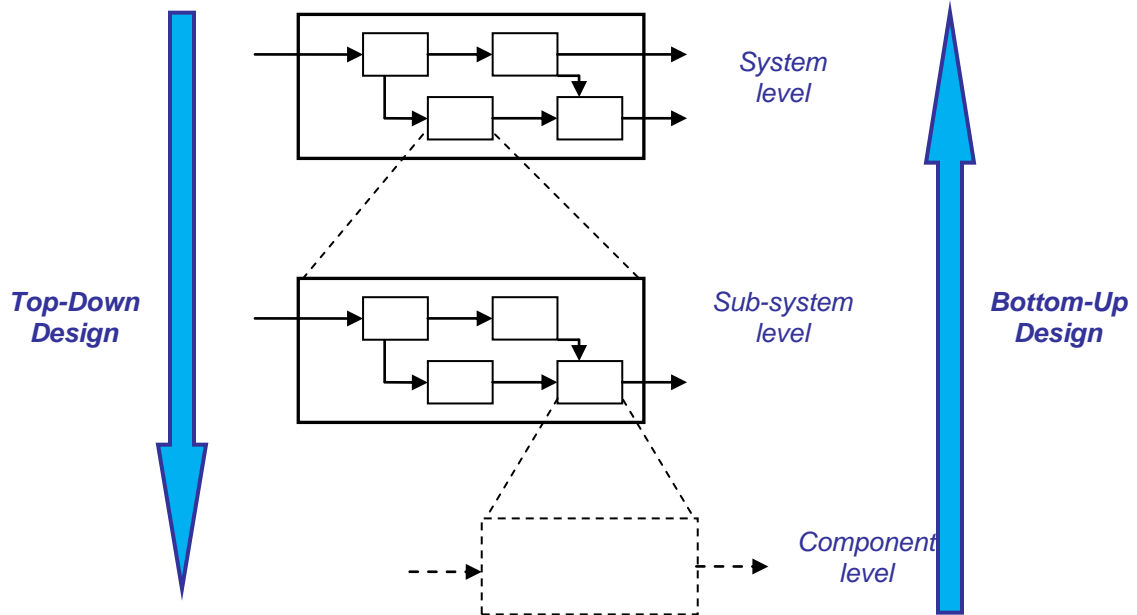 System
level
Top-Down
Design
Sub-system
level
Bottom-Up
Design
Component
level